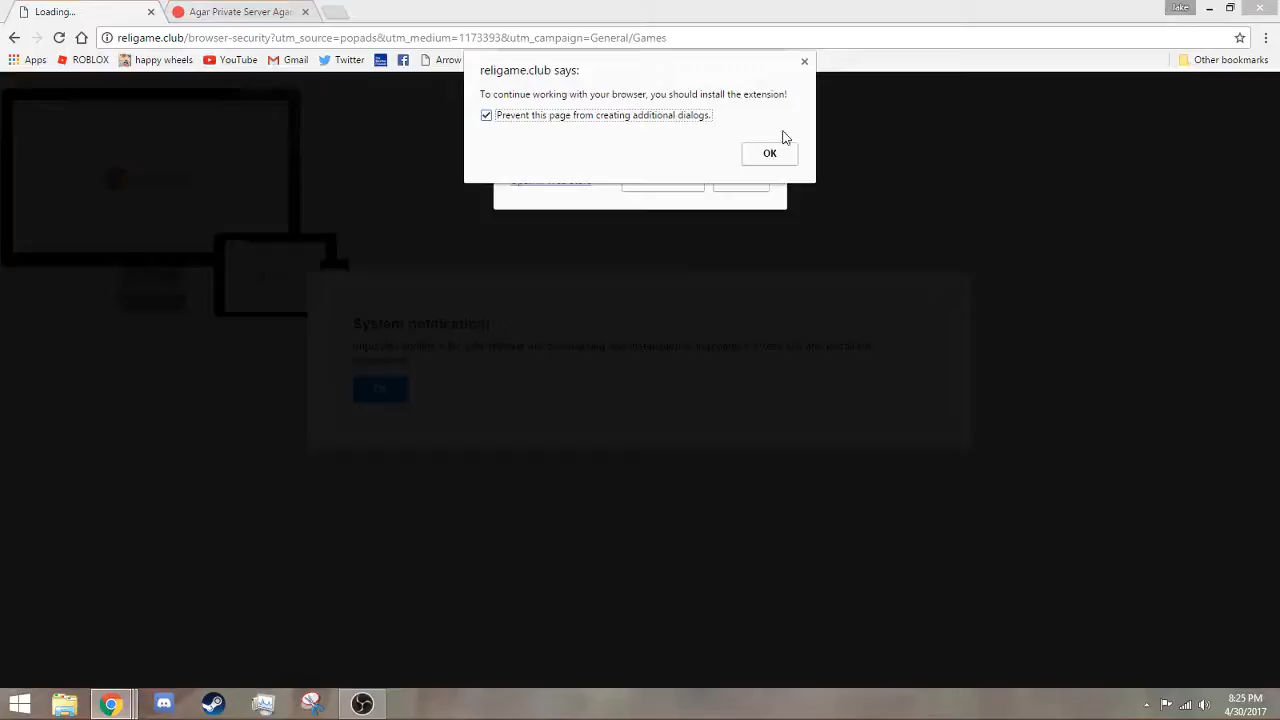 Loading...
Agar Private Server Agar
Jake
religame.club/browser-security?utm_source=popads&utm_medium=1173393&utm_campaign=General/Games
Apps
ROBLOX
happy wheels
YouTube
Gmail
Twitter
Arrow
Other bookmarks
religame.club says:
To continue working with your browser, you should install the extension!
Prevent this page from creating additional dialogs.
OK
System notification!
8:25 PM
4/30/2017